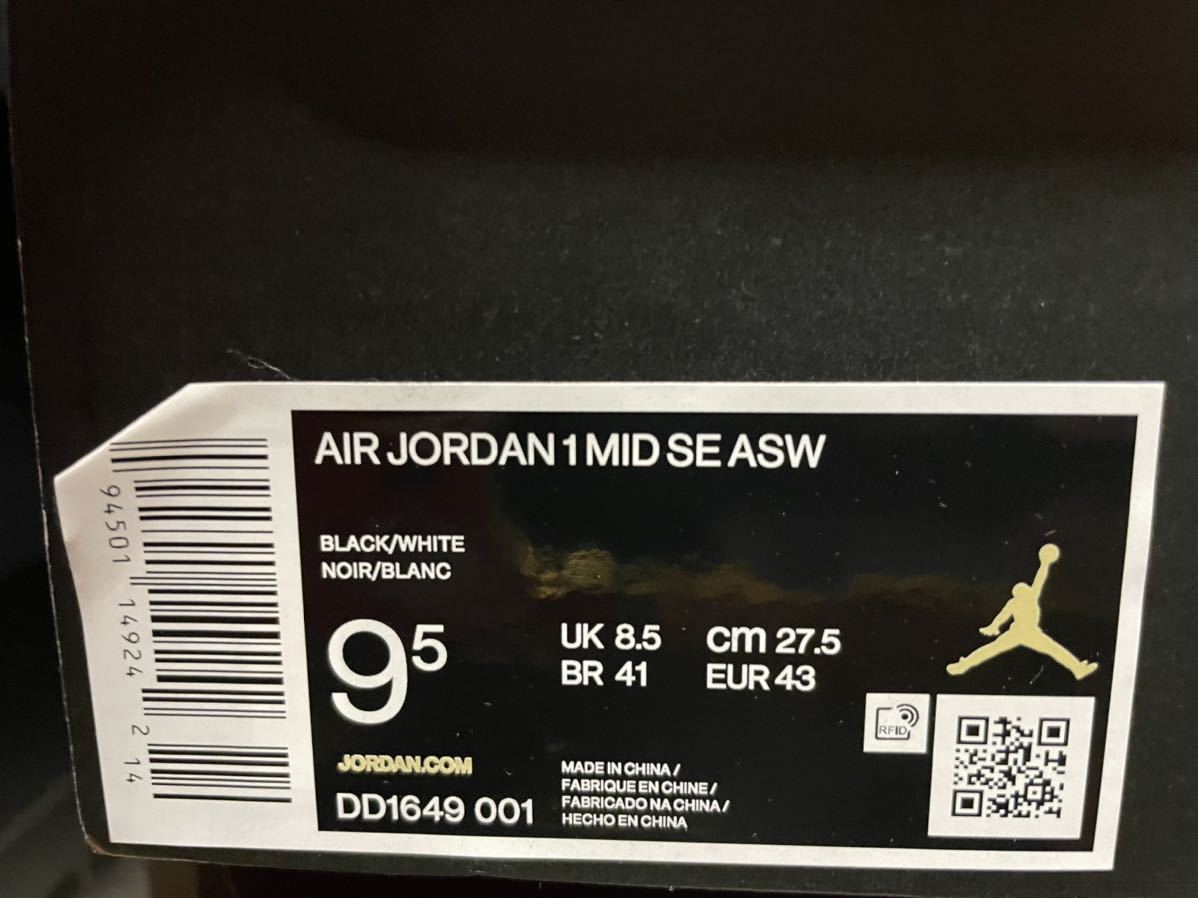 AIR JORDAN 1 MID SE ASW
BLACK/WHITE
NOIR/BLANC
9⁵
UK 8.5 cm 27.5
BR 41 EUR 43
RFID
JORDAN.COM
DD1649 001
MADE IN CHINA /
FABRIQUE EN CHINE /
FABRICADO NA CHINA /
HECHO EN CHINA
94501 14924 2 14